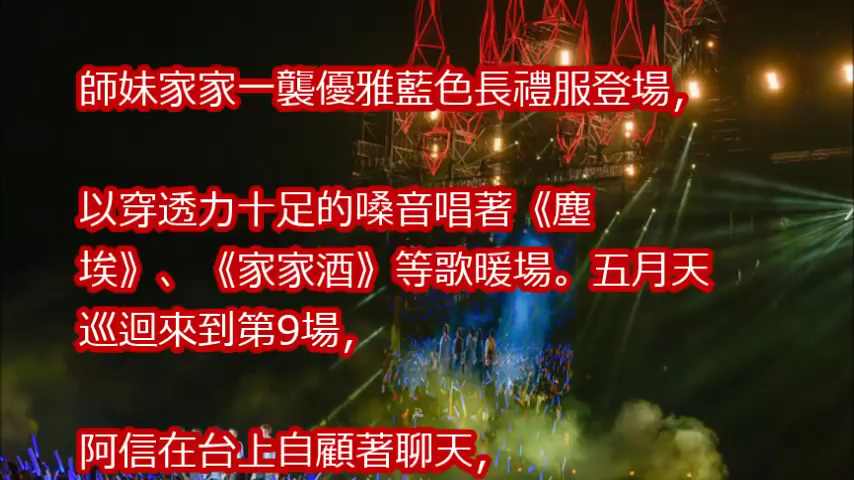 師妹家家一襲優雅藍色長禮服登場，
以穿透力十足的嗓音唱著《塵
埃》、《家家酒》等歌暖場。五月天
巡迴來到第9場，
阿信在台上自顧著聊天，